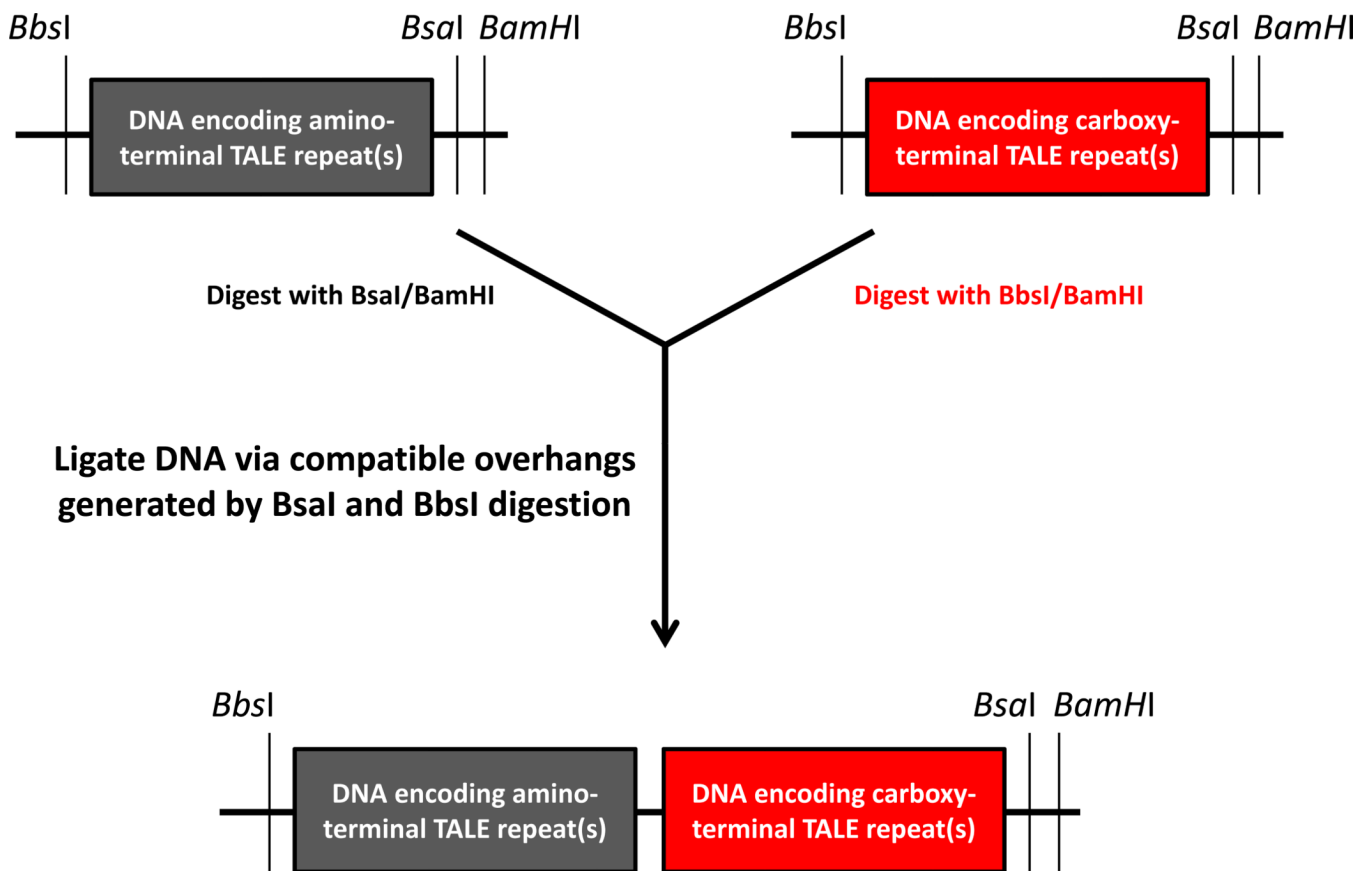 BbsI BsaI BamHI BbsI BsaI BamHI
DNA encoding amino-
terminal TALE repeat(s)
DNA encoding carboxy-
terminal TALE repeat(s)
Digest with BsaI/BamHI
Digest with BbsI/BamHI
Ligate DNA via compatible overhangs
generated by BsaI and BbsI digestion
BbsI BsaI BamHI
DNA encoding amino-
terminal TALE repeat(s)
DNA encoding carboxy-
terminal TALE repeat(s)